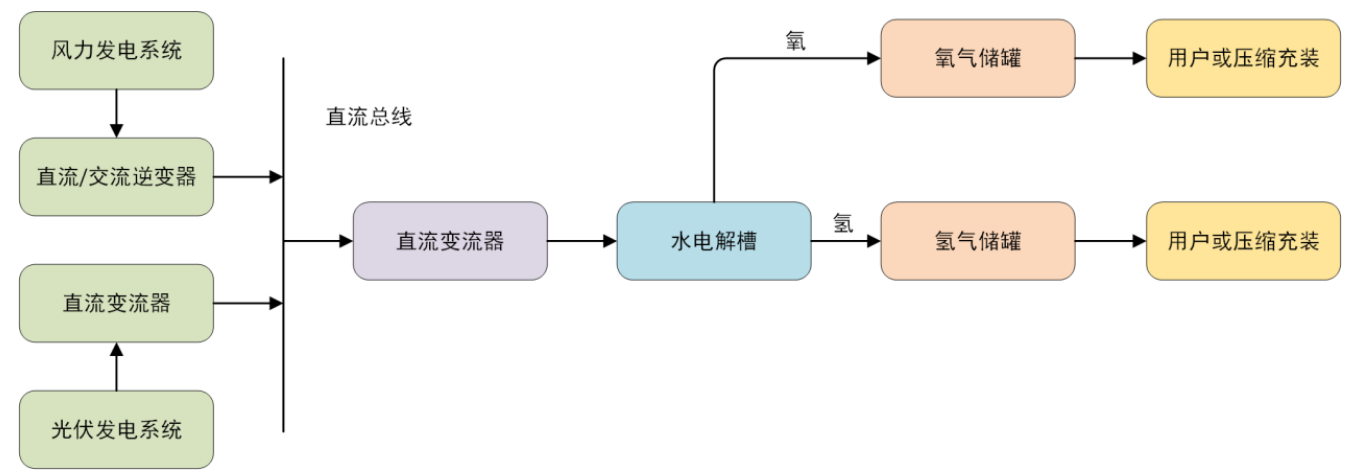 风力发电系统
直流/交流逆变器
直流变流器
光伏发电系统
直流总线
直流变流器
水电解槽
氧
氧气储罐
用户或压缩充装
氢
氢气储罐
用户或压缩充装